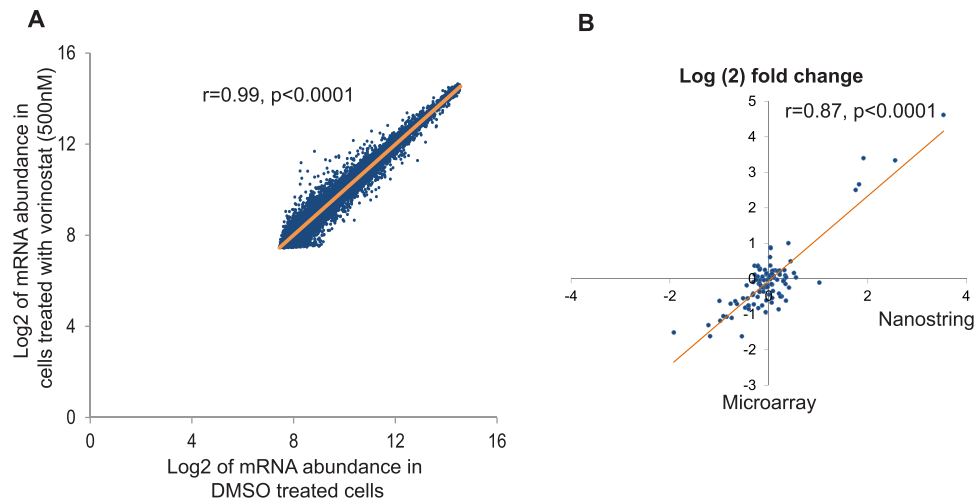 A
Log2 of mRNA abundance in
cells treated with vorinostat (500nM)
16
12
8
4
0
r=0.99, p<0.0001
0 4 8 12 16
Log2 of mRNA abundance in
DMSO treated cells
B
Log (2) fold change
r=0.87, p<0.0001
5
4
3
2
1
0
-1
-2
-3
-4 -2 0 2 4
Nanostring
Microarray